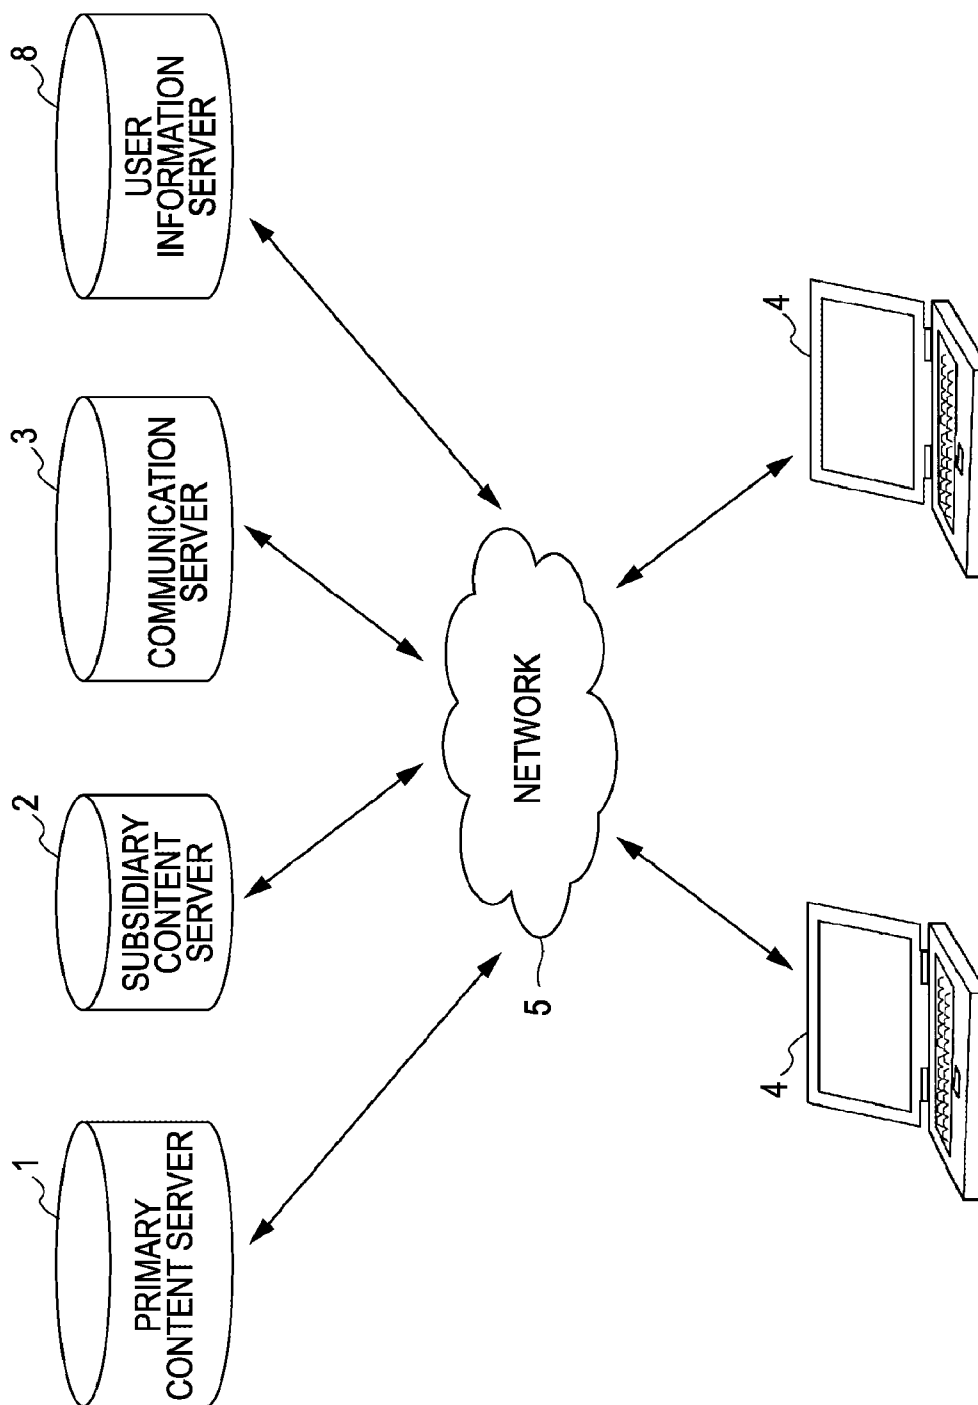 1
PRIMARY
CONTENT SERVER
2
SUBSIDIARY
CONTENT
SERVER
3
COMMUNICATION
SERVER
8
USER
INFORMATION
SERVER
NETWORK
5
4
4